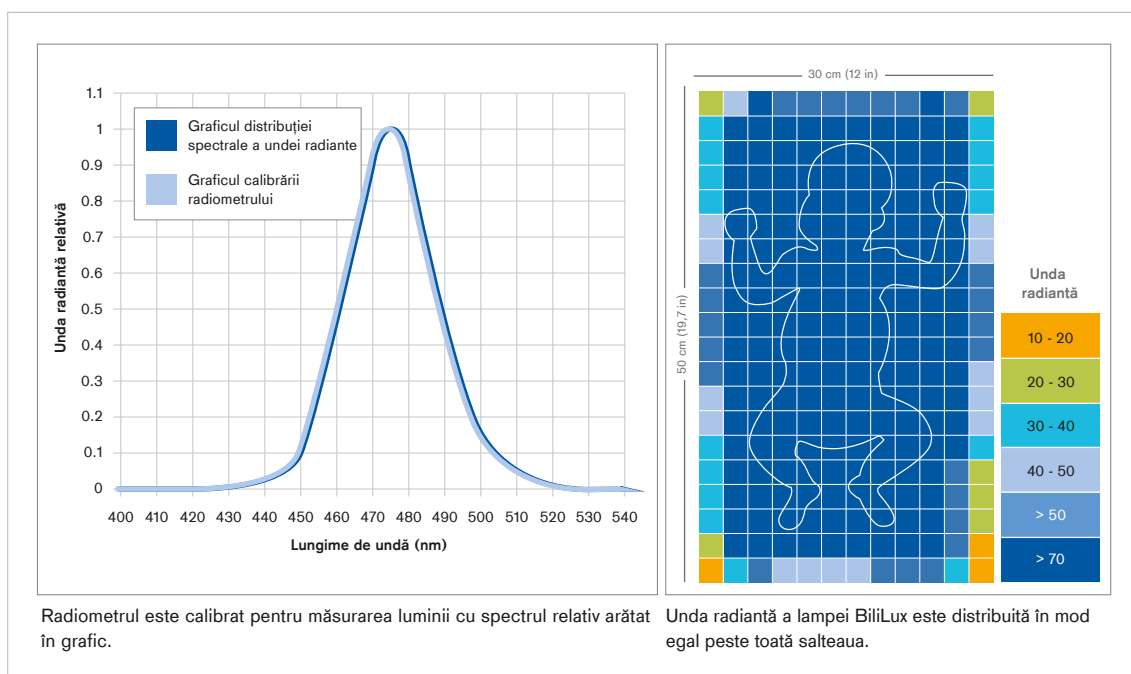 1.1
1
0.9
0.8
0.7
0.6
0.5
0.4
0.3
0.2
0.1
0
Unda radiantă relativă
Graficul distribuției
spectrale a undei radiante
Graficul calibrării
radiometrului
400 410 420 430 440 450 460 470 480 490 500 510 520 530 540
Lungime de undă (nm)
Radiometrul este calibrat pentru măsurarea luminii cu spectrul relativ arătat
în grafic.
30 cm (12 in)
50 cm (19,7 in)
Unda
radiantă
10 - 20
20 - 30
30 - 40
40 - 50
> 50
> 70
Unda radiantă a lampei BiliLux este distribuită în mod
egal peste toată salteaua.